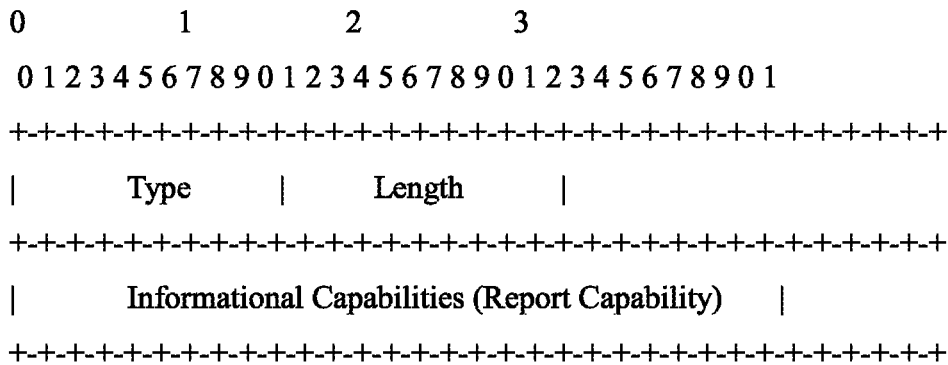 0 1 2 3
0 1 2 3 4 5 6 7 8 9 0 1 2 3 4 5 6 7 8 9 0 1 2 3 4 5 6 7 8 9 0 1
+-+-+-+-+-+-+-+-+-+-+-+-+-+-+-+-+-+-+-+-+-+-+-+-+-+-+-+-+-+-+-+-+
| Type | Length |
+-+-+-+-+-+-+-+-+-+-+-+-+-+-+-+-+-+-+-+-+-+-+-+-+-+-+-+-+-+-+-+-+
| Informational Capabilities (Report Capability) |
+-+-+-+-+-+-+-+-+-+-+-+-+-+-+-+-+-+-+-+-+-+-+-+-+-+-+-+-+-+-+-+-+